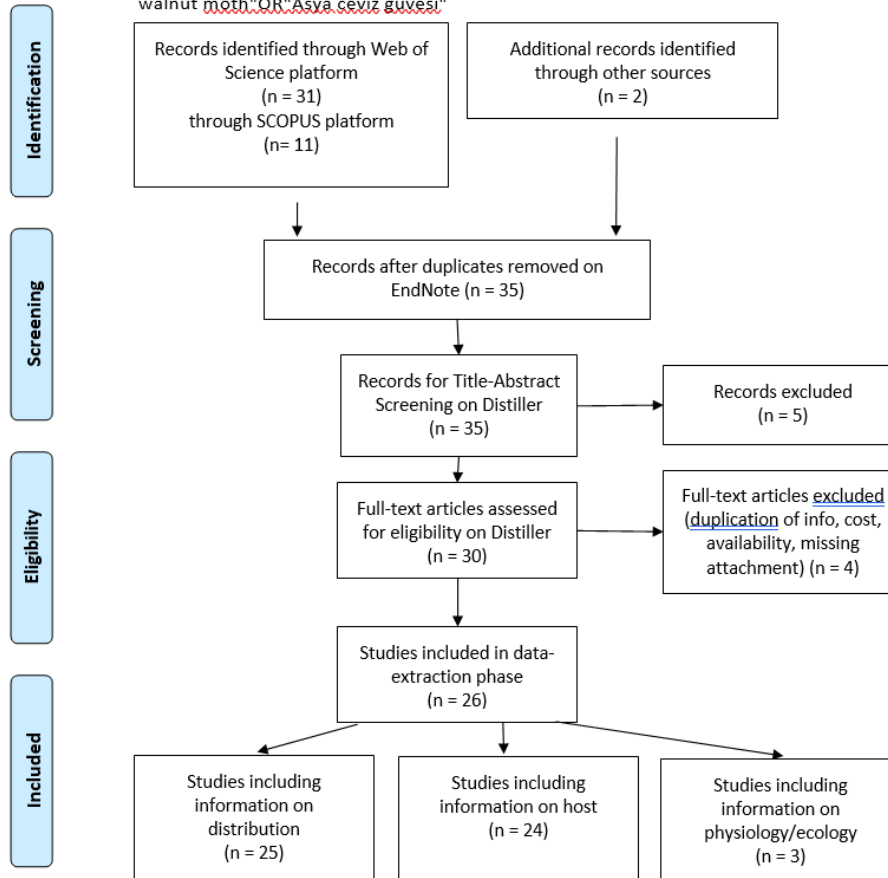 walnut moth"OR"Asya ceviz güvesi"
Identification
Records identified through Web of
Science platform
(n = 31)
through SCOPUS platform
(n= 11)
Additional records identified
through other sources
(n = 2)
Screening
Records after duplicates removed on
EndNote (n = 35)
Records for Title-Abstract
Screening on Distiller
(n = 35)
Records excluded
(n = 5)
Eligibility
Full-text articles assessed
for eligibility on Distiller
(n = 30)
Full-text articles excluded
(duplication of info, cost,
availability, missing
attachment) (n = 4)
Studies included in data-
extraction phase
(n = 26)
Included
Studies including
information on
distribution
(n = 25)
Studies including
information on host
(n = 24)
Studies including
information on
physiology/ecology
(n = 3)